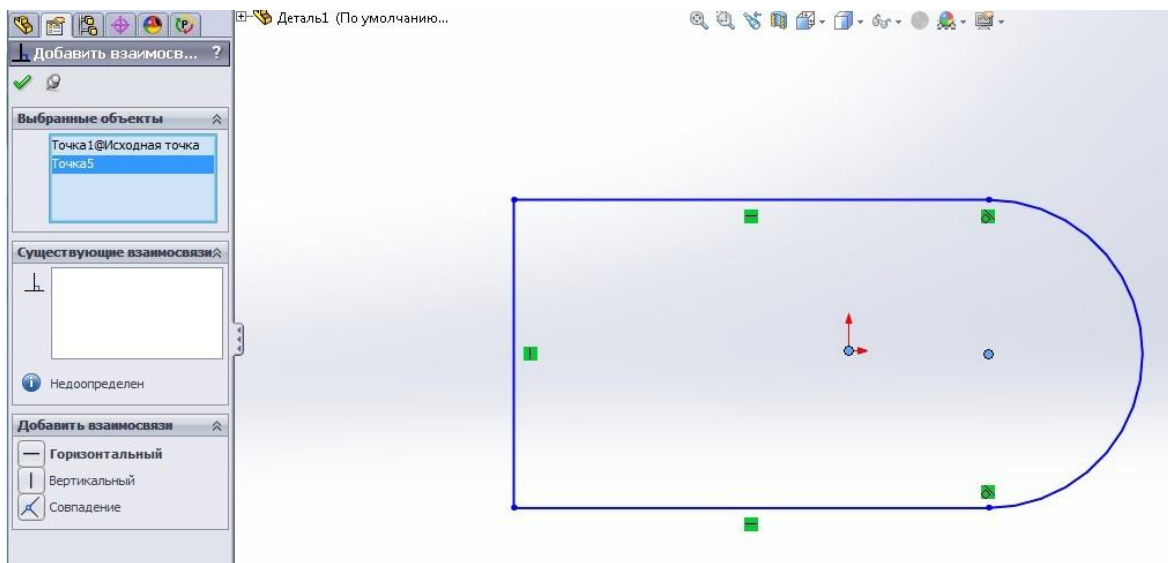 Деталь1 (По умолчанию...
Добавить взаимосв... ?
Выбранные объекты
Точка1@Исходная точка
Точка5
Существующие взаимосвязи
Недоопределен
Добавить взаимосвязи
Горизонтальный
Вертикальный
Совпадение